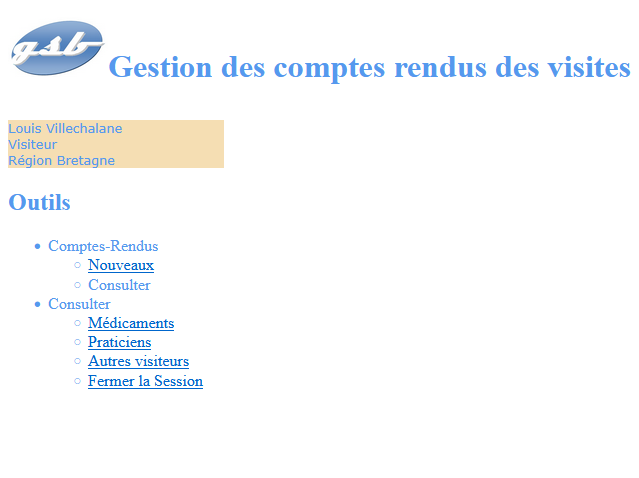 gsb
Gestion des comptes rendus des visites
Louis Villechalane
Visiteur
Région Bretagne
Outils
Comptes-Rendus
Nouveaux
Consulter
Consulter
Médicaments
Praticiens
Autres visiteurs
Fermer la Session